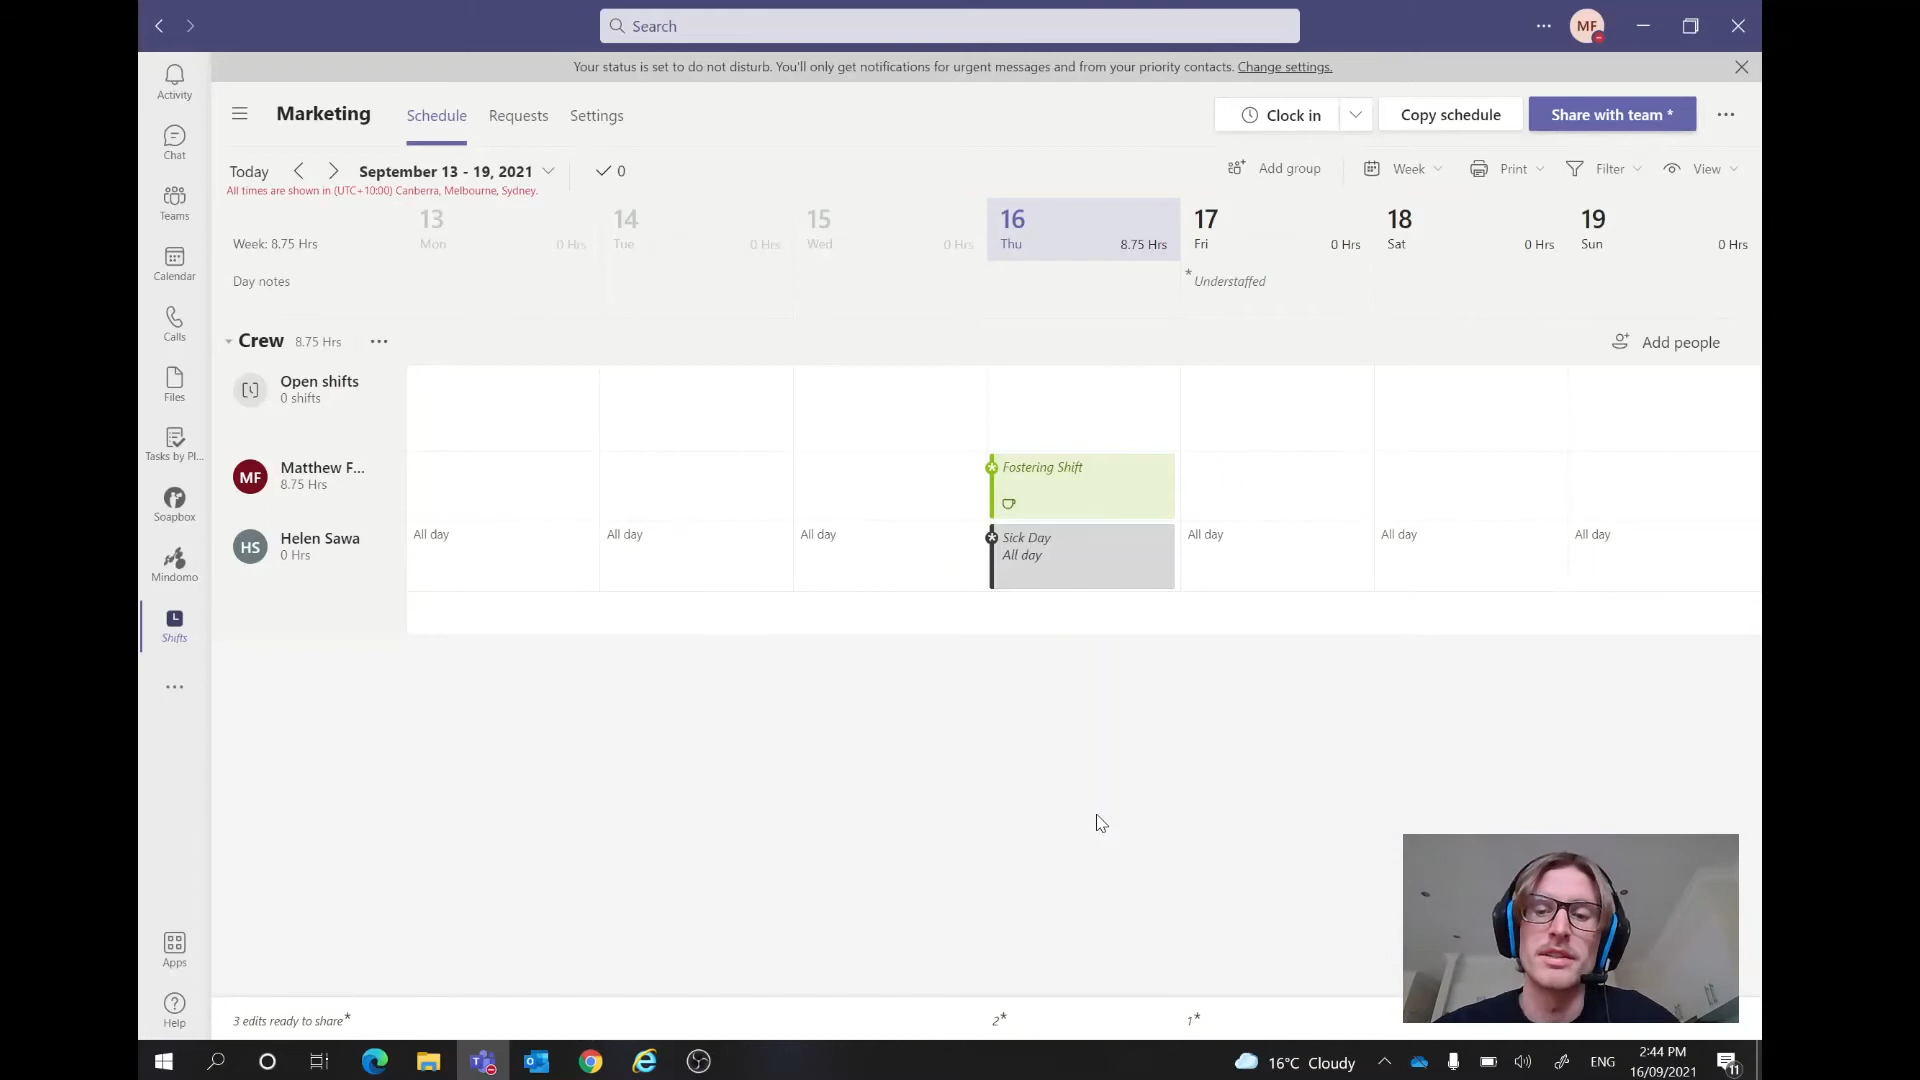 Search
MF
Your status is set to do not disturb. You'll only get notifications for urgent messages and from your priority contacts. Change settings.
Activity
Chat
Teams
Calendar
Calls
Files
Tasks by Pl...
Soapbox
Mindomo
Shifts
Apps
Help
Marketing
Schedule
Requests
Settings
Clock in
Copy schedule
Share with team *
Today
September 13 - 19, 2021
0
Add group
Week
Print
Filter
View
All times are shown in (UTC+10:00) Canberra, Melbourne, Sydney.
Week: 8.75 Hrs
13
Mon 0 Hrs
14
Tue 0 Hrs
15
Wed 0 Hrs
16
Thu 8.75 Hrs
17
Fri 0 Hrs
18
Sat 0 Hrs
19
Sun 0 Hrs
Day notes
* Understaffed
Crew 8.75 Hrs
Add people
Open shifts
0 shifts
MF
Matthew F...
8.75 Hrs
Fostering Shift
HS
Helen Sawa
0 Hrs
All day
All day
All day
Sick Day
All day
All day
All day
All day
3 edits ready to share*
2*
1*
16°C Cloudy
ENG
2:44 PM
16/09/2021
11